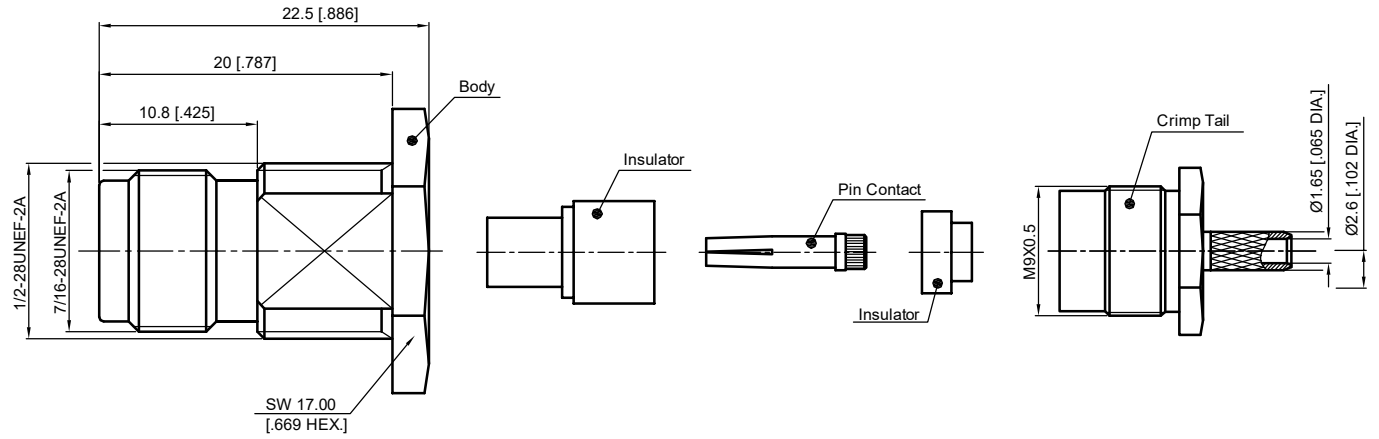 22.5 [.886]
20 [.787]
10.8 [.425]
Body
1/2-28UNEF-2A
7/16-28UNEF-2A
SW 17.00
[.669 HEX.]
Insulator
Pin Contact
Insulator
Crimp Tail
M9X0.5
Ø1.65 [.065 DIA.]
Ø2.6 [.102 DIA.]